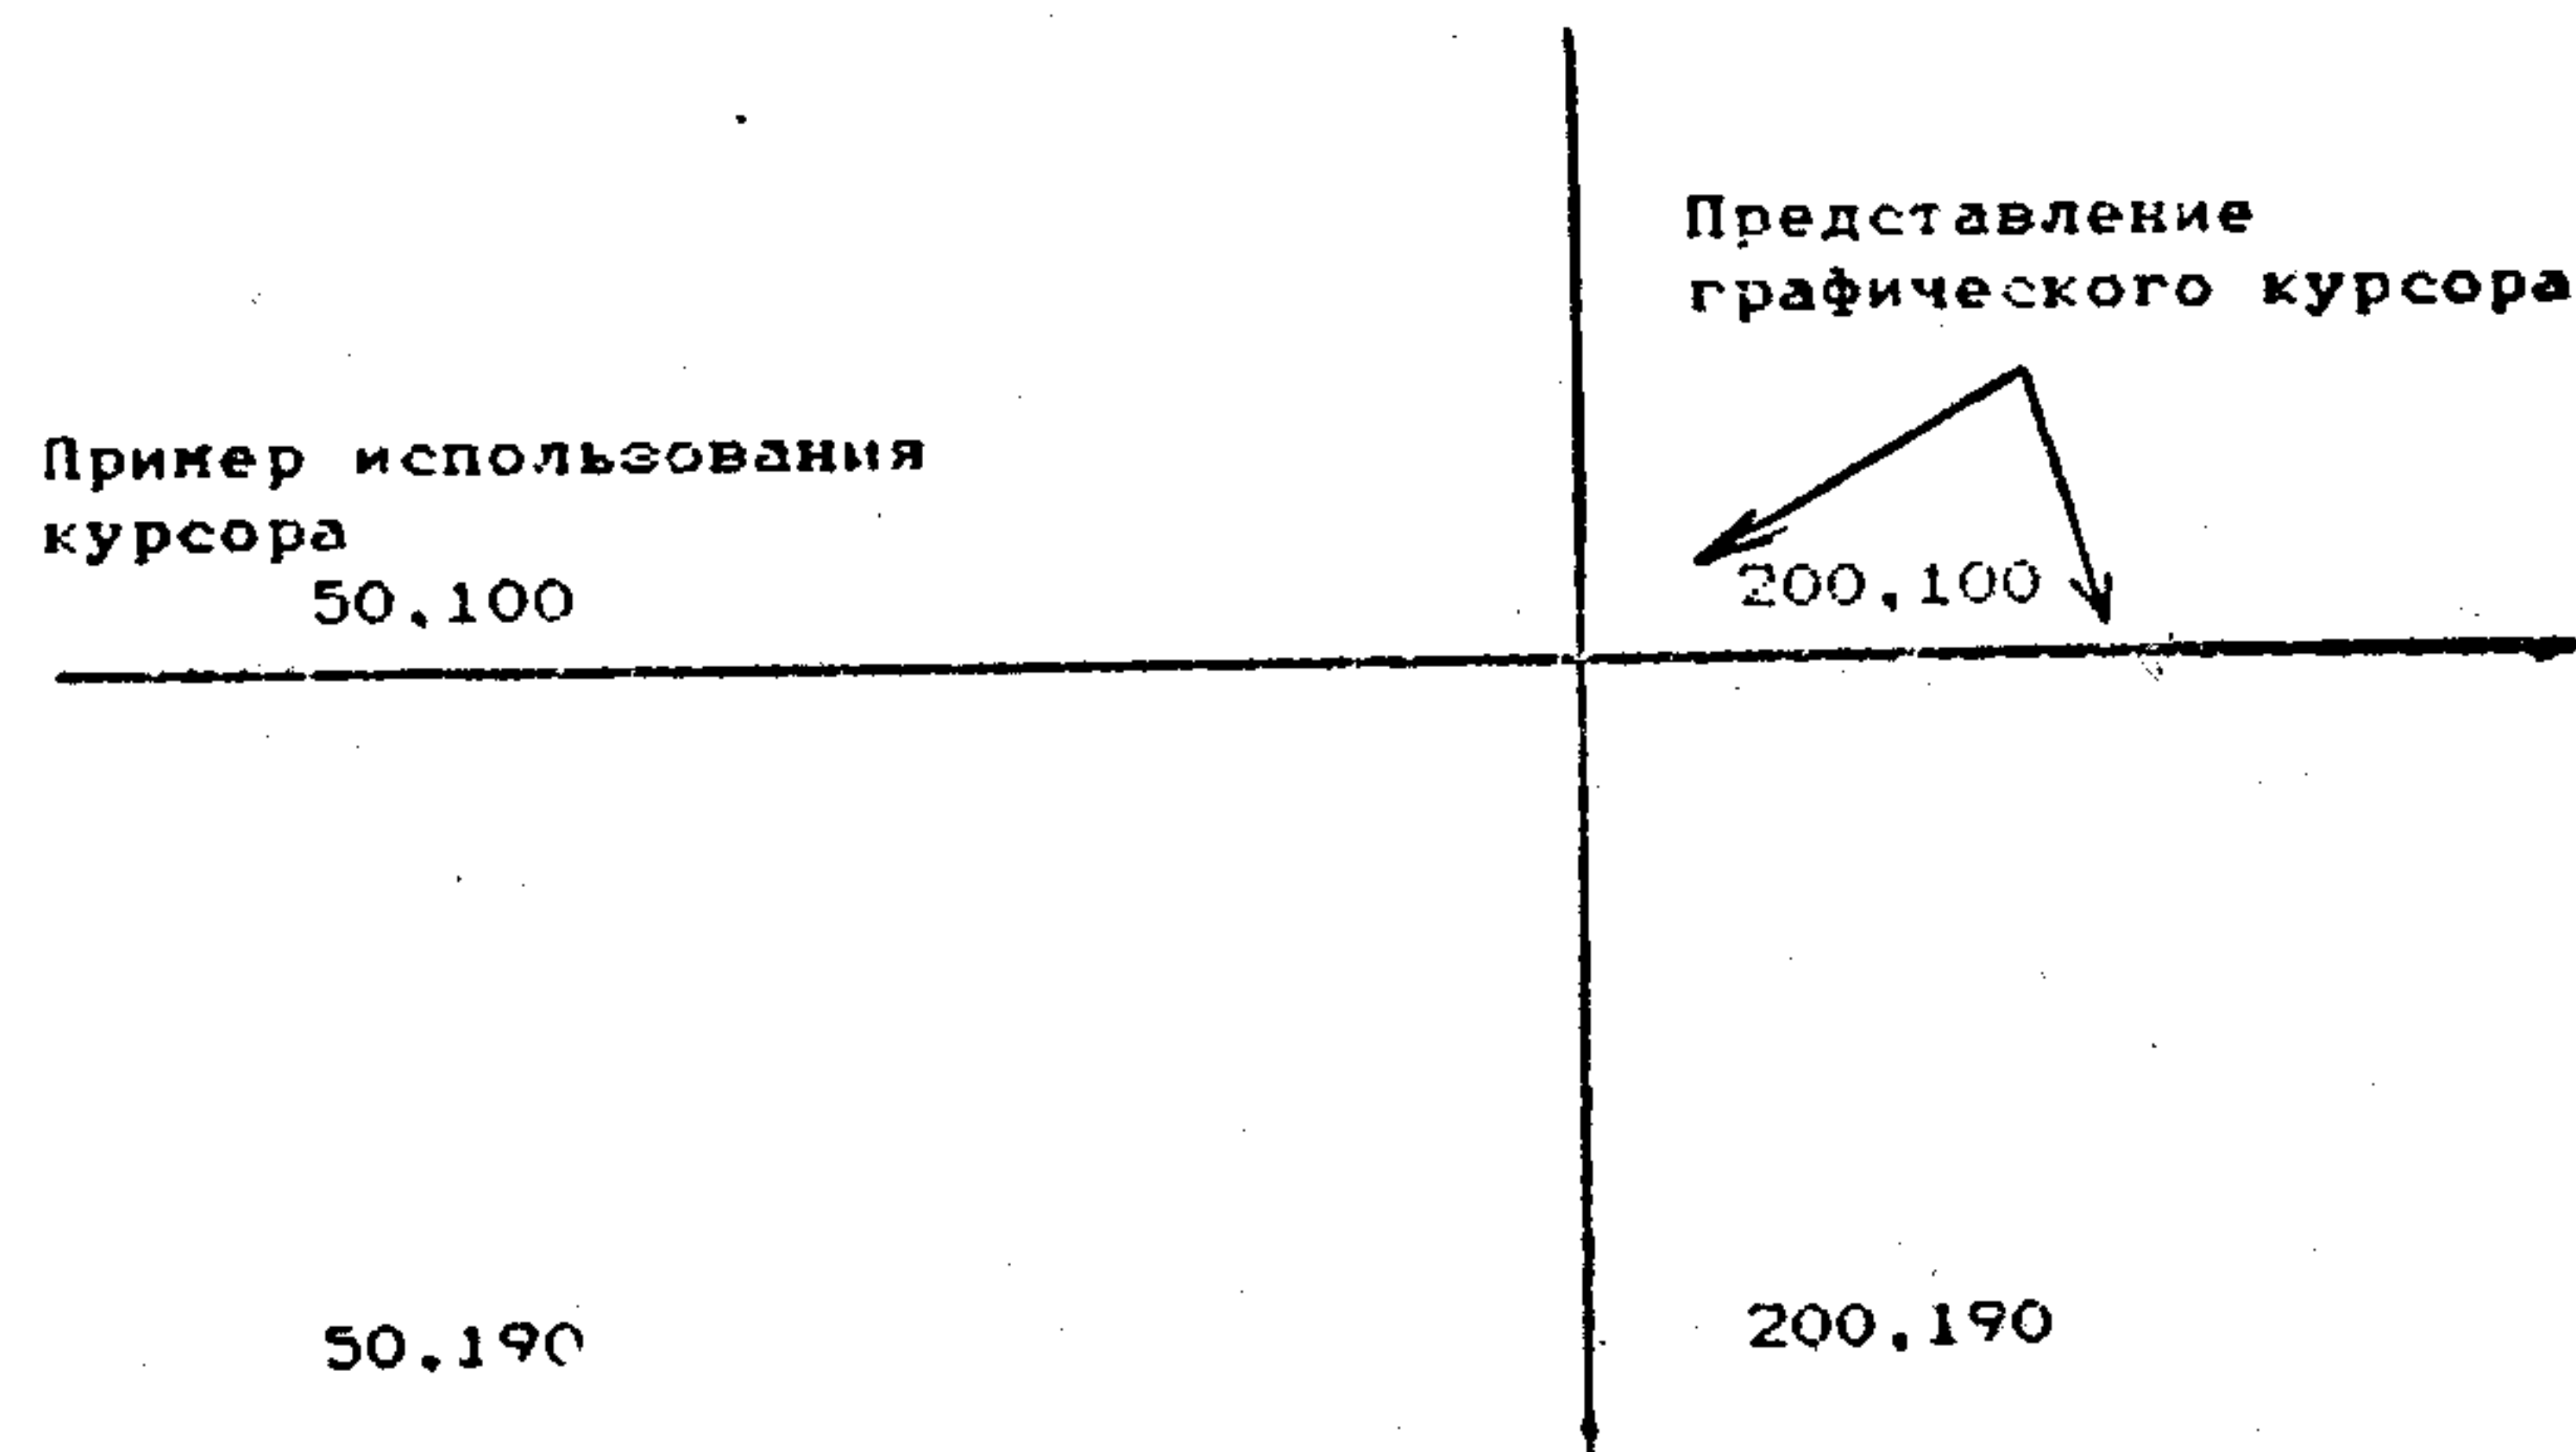 Представление
графического курсора
Пример использования
курсора
50,100
200,100
50,190
200,190